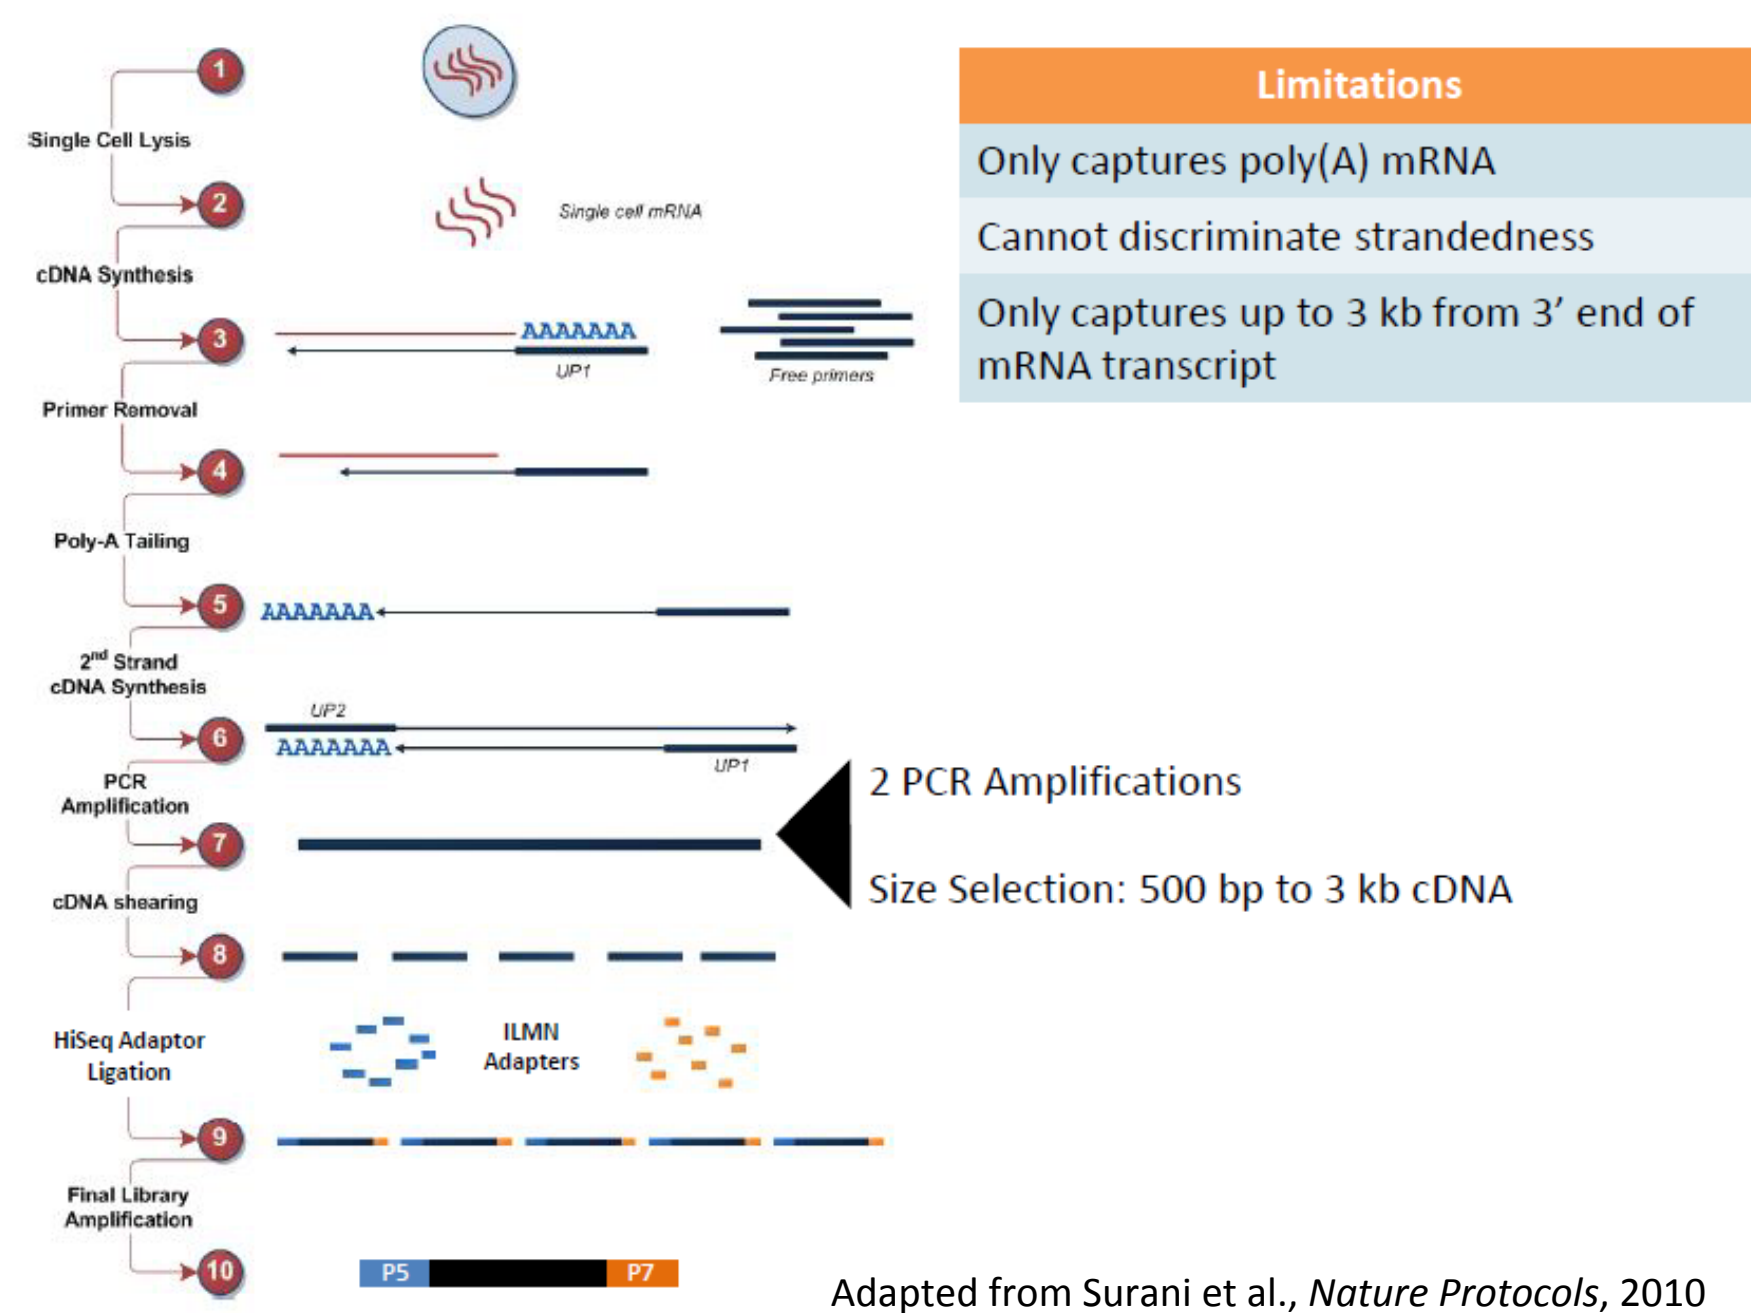 1
Single Cell Lysis
2
Single cell mRNA
cDNA Synthesis
3
AAAAAAA
UP1
Free primers
Primer Removal
4
Poly-A Tailing
5
AAAAAAA
2nd Strand
cDNA Synthesis
6
UP2
AAAAAAA
UP1
PCR
Amplification
7
2 PCR Amplifications
Size Selection: 500 bp to 3 kb cDNA
cDNA shearing
8
HiSeq Adaptor
Ligation
ILMN
Adapters
9
Final Library
Amplification
10
P5
P7
Limitations
Only captures poly(A) mRNA
Cannot discriminate strandedness
Only captures up to 3 kb from 3’ end of
mRNA transcript
Adapted from Surani et al., Nature Protocols, 2010